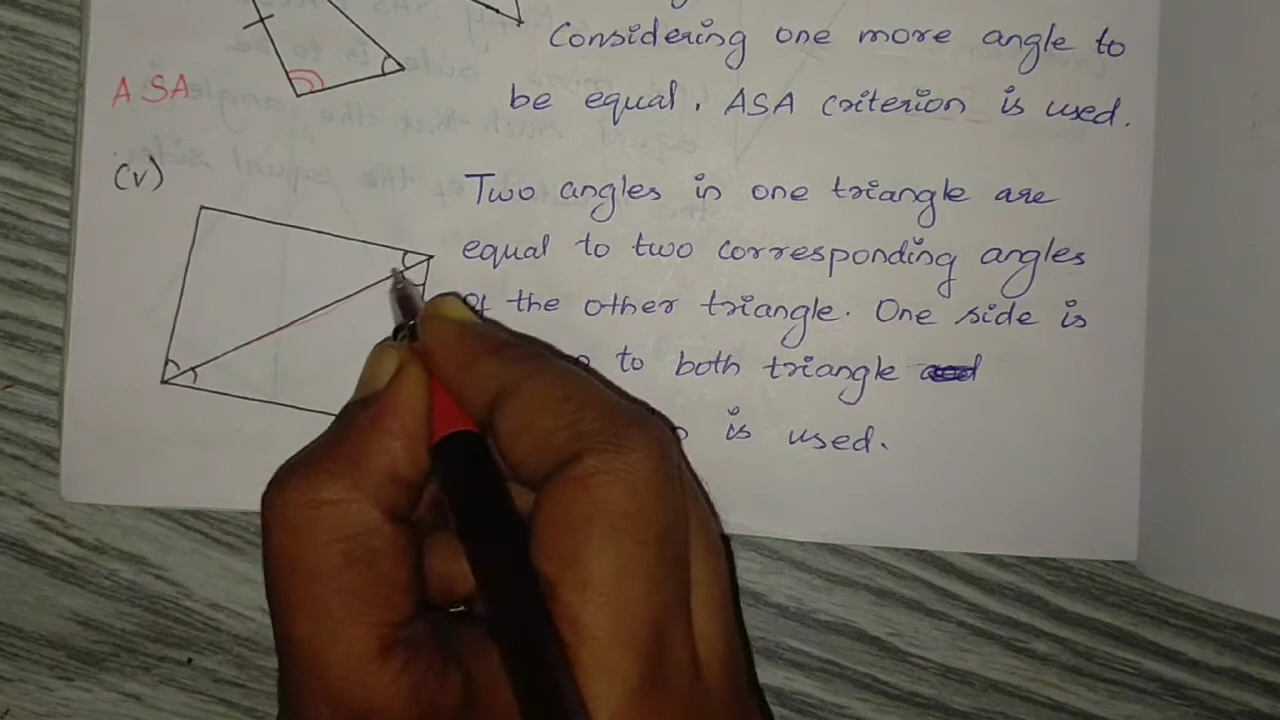 Considering one more angle to
be equal. ASA criterion is used.
ASA
(v)
Two angles in one triangle are
equal to two corresponding angles
the other triangle. One side is
to both triangle
is used.